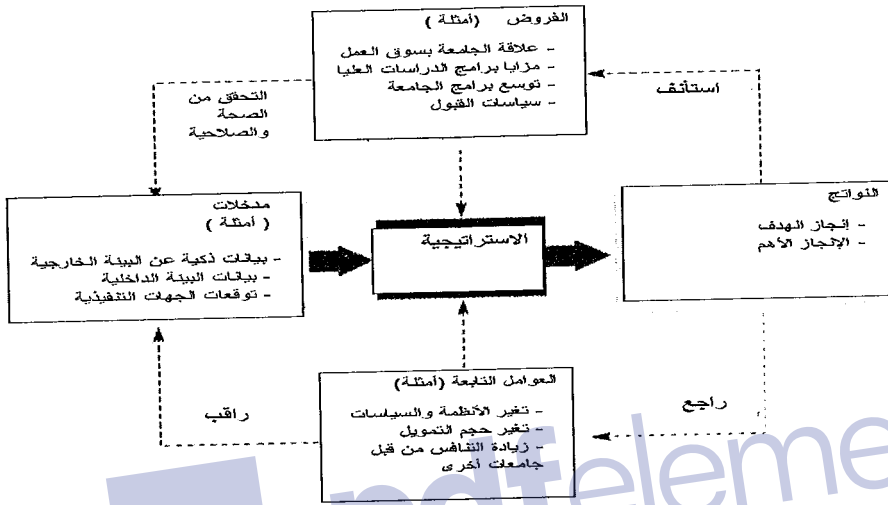 الفروض (أمثلة )
- علاقة الجامعة بسوق العمل
- مزايا برامج الدراسات العليا
- توسع برامج الجامعة
- سياسات القبول
استأنف
التحقق من
الصحة
والصلاحية
مدخلات
( أمثلة )
- بيانات ذكية عن البيئة الخارجية
- بيانات البيئة الداخلية
- توقعات الجهات التنفيذية
الاستراتيجية
النواتج
- إنجاز الهدف
- الإنجاز الأهم
راجع
العوامل التابعة (أمثلة)
- تغير الأنظمة والسياسات
- تغير حجم التمويل
- زيادة التنافس من قبل
جامعات أخرى
راقب
pdfeleme